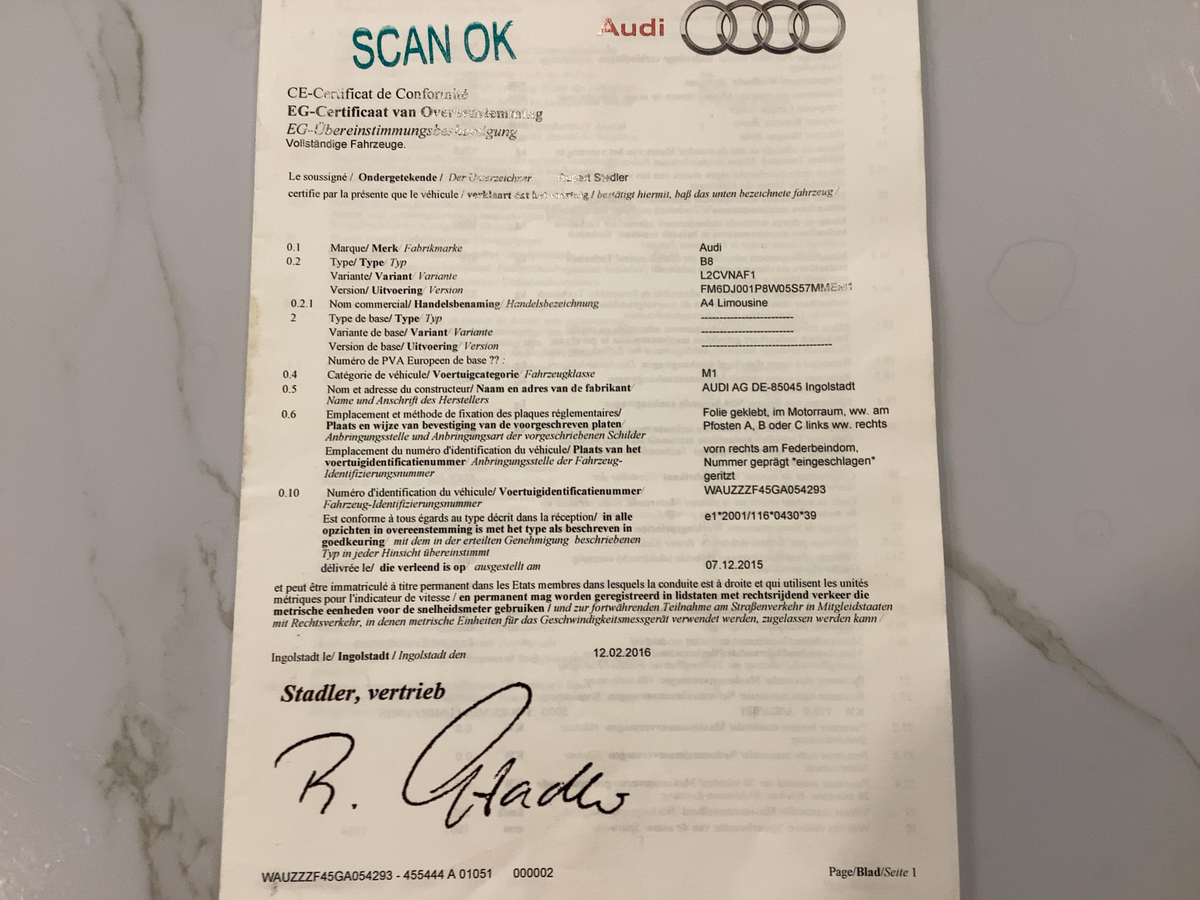 SCAN OK
Audi
CE-Certificat de Conformité
EG-Certificaat van
EG-Übereinstimmungsbescheinigung
Vollständige Fahrzeuge.
Le soussigné / Ondergetekende / Der Unterzeichner Rupert Stadler
certifie par la présente que le véhicule / verklaart dat het voertuig / bestätigt hiermit, baß das unten bezeichnete fahrzeug /
0.1 Marque/ Merk/ Fabrikmarke Audi
0.2 Type/ Type/ Typ B8
Variante/ Variant/ Variante L2CVNAF1
Version/ Uitvoering/ Version FM6DJ001P8W05S57MMEM1
0.2.1 Nom commercial/ Handelsbenaming/ Handelsbezeichnung A4 Limousine
2 Type de base/ Type/ Typ ----------------------
Variante de base/ Variant/ Variante ----------------------
Version de base/ Uitvoering/ Version -------------------------------
Numéro de PVA Europeen de base ?? :
0.4 Catégorie de véhicule/ Voertuigcategorie/ Fahrzeugklasse M1
0.5 Nom et adresse du constructeur/ Naam en adres van de fabrikant/ AUDI AG DE-85045 Ingolstadt
Name und Anschrift des Herstellers
0.6 Emplacement et méthode de fixation des plaques réglementaires/ Folie geklebt, im Motorraum, ww. am
Plaats en wijze van bevestiging van de voorgeschreven platen/ Pfosten A, B oder C links ww. rechts
Anbringungsstelle und Anbringungsart der vorgeschriebenen Schilder
Emplacement du numéro d'identification du véhicule/ Plaats van het vorn rechts am Federbeindom,
voertuigidentificatienummer/ Anbringungsstelle der Fahrzeug- Nummer geprägt *eingeschlagen*
Identifizierungsnummer geritzt
0.10 Numéro d'identification du véhicule/ Voertuigidentificatienummer/ WAUZZZF45GA054293
Fahrzeug-Identifizierungsnummer
Est conforme à tous égards au type décrit dans la réception/ in alle e1*2001/116*0430*39
opzichten in overeenstemming is met het type als beschreven in
goedkeuring/ mit dem in der erteilten Genehmigung beschriebenen
Typ in jeder Hinsicht übereinstimmt
délivrée le/ die verleend is op/ ausgestellt am 07.12.2015
et peut être immatriculé à titre permanent dans les Etats membres dans lesquels la conduite est à droite et qui utilisent les unités
métriques pour l'indicateur de vitesse / en permanent mag worden geregistreerd in lidstaten met rechtsrijdend verkeer die
metrische eenheden voor de snelheidsmeter gebruiken / und zur fortwährenden Teilnahme am Straßenverkehr in Mitgleidstaaten
mit Rechtsverkehr, in denen metrische Einheiten für das Geschwindigkeitsmessgerät verwendet werden, zugelassen werden kann /
Ingolstadt le/ Ingolstadt / Ingolstadt den 12.02.2016
Stadler, vertrieb
R. Stadler
WAUZZZF45GA054293 - 455444 A 01051 000002
Page/Blad/Seite 1